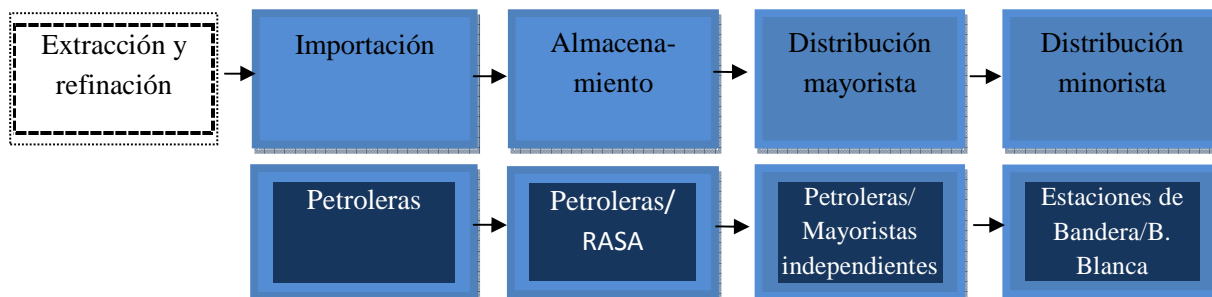 Extracción y
refinación
Importación
Almacena-
miento
Distribución
mayorista
Distribución
minorista
Petroleras
Petroleras/
RASA
Petroleras/
Mayoristas
independientes
Estaciones de
Bandera/B.
Blanca